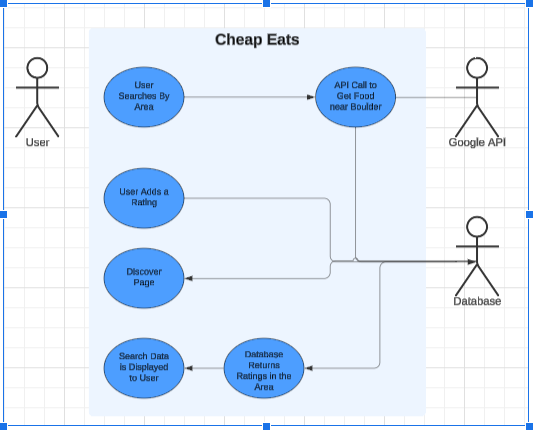 Cheap Eats
User
Searches By
Area
API Call to
Get Food
near Boulder
User
Google API
User Adds a
Rating
Discover
Page
Database
Search Data
is Displayed
to User
Database
Returns
Ratings in the
Area